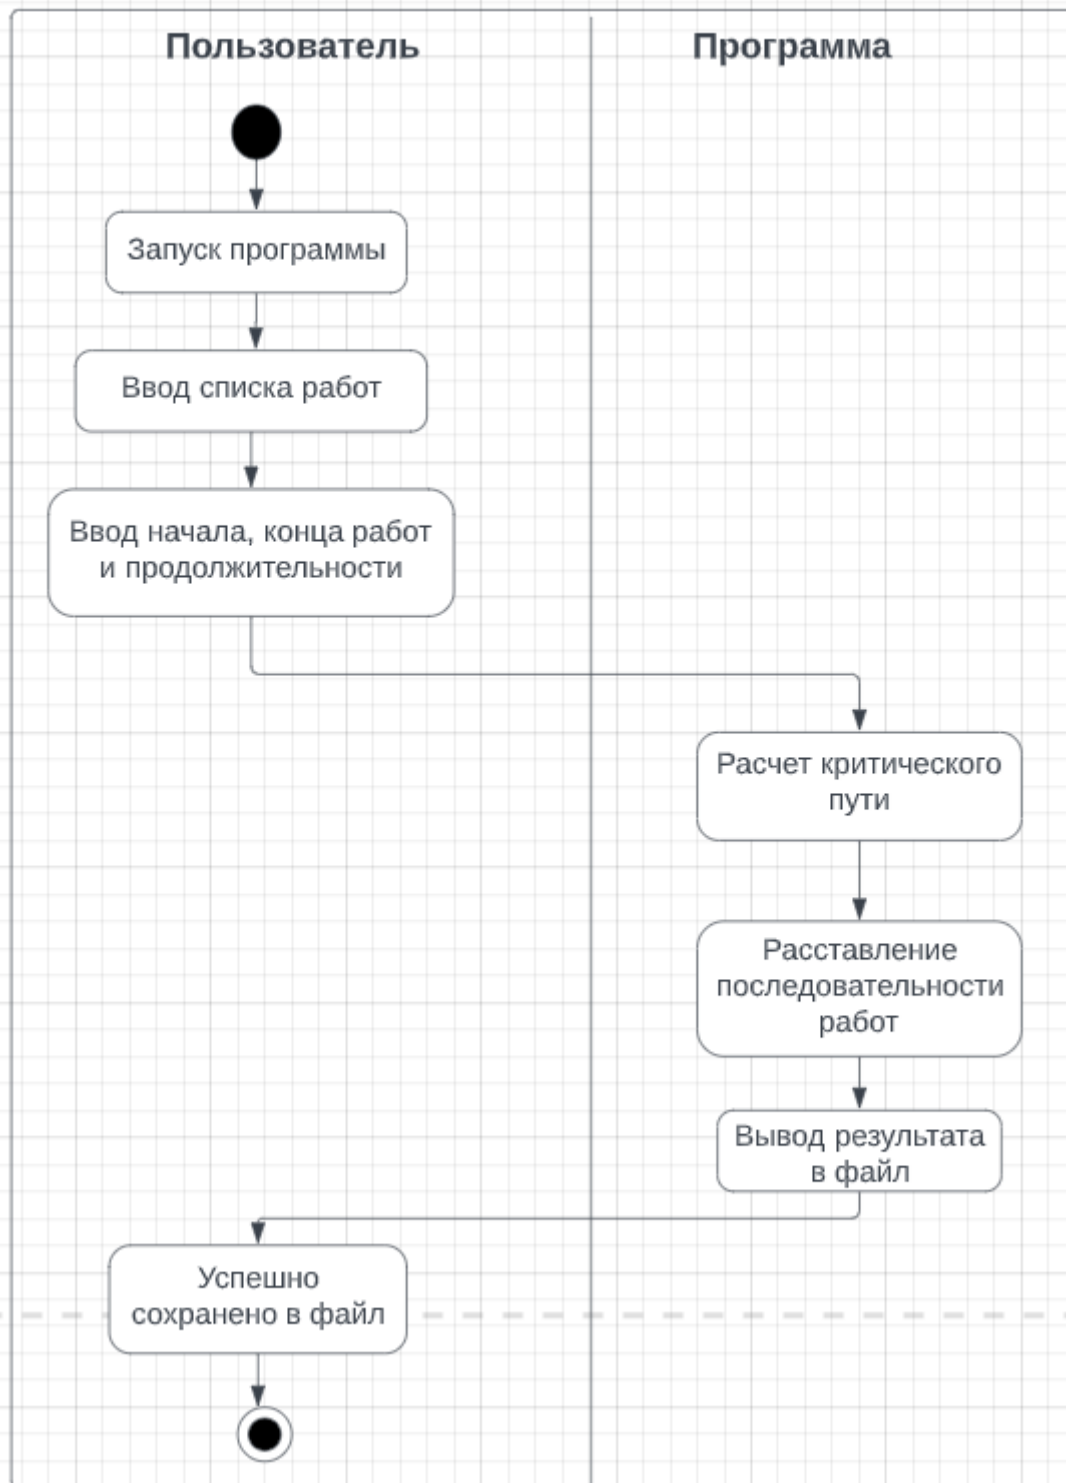 Пользователь
Программа
Запуск программы
Ввод списка работ
Ввод начала, конца работ
и продолжительности
Расчет критического
пути
Расставление
последовательности
работ
Вывод результата
в файл
Успешно
сохранено в файл